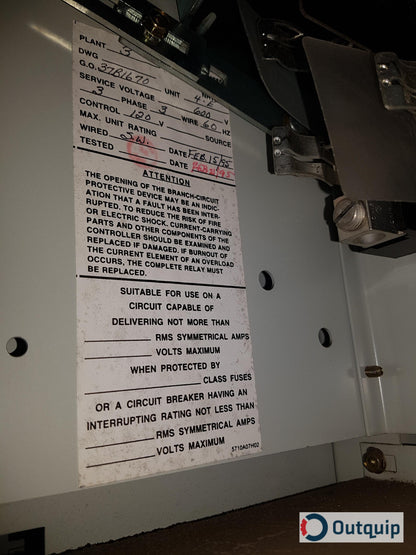 PLANT 3
DWG
G.O. 37B1670 UNIT 4-E
SERVICE VOLTAGE 600 V
3 PHASE 3 WIRE 60 HZ
CONTROL 120 V SOURCE
MAX. UNIT RATING
WIRED J.W. DATE FEB.15/95
TESTED DATE
ATTENTION
THE OPENING OF THE BRANCH-CIRCUIT
PROTECTIVE DEVICE MAY BE AN INDIC-
ATION THAT A FAULT HAS BEEN INTER-
RUPTED. TO REDUCE THE RISK OF FIRE
OR ELECTRIC SHOCK, CURRENT-CARRYING
PARTS AND OTHER COMPONENTS OF THE
CONTROLLER SHOULD BE EXAMINED AND
REPLACED IF DAMAGED. IF BURNOUT OF
THE CURRENT ELEMENT OF AN OVERLOAD
OCCURS, THE COMPLETE RELAY MUST
BE REPLACED.
SUITABLE FOR USE ON A
CIRCUIT CAPABLE OF
DELIVERING NOT MORE THAN
RMS SYMMETRICAL AMPS
VOLTS MAXIMUM
WHEN PROTECTED BY
CLASS FUSES
OR A CIRCUIT BREAKER HAVING AN
INTERRUPTING RATING NOT LESS THAN
RMS SYMMETRICAL AMPS
VOLTS MAXIMUM
5710A07H02
Outquip